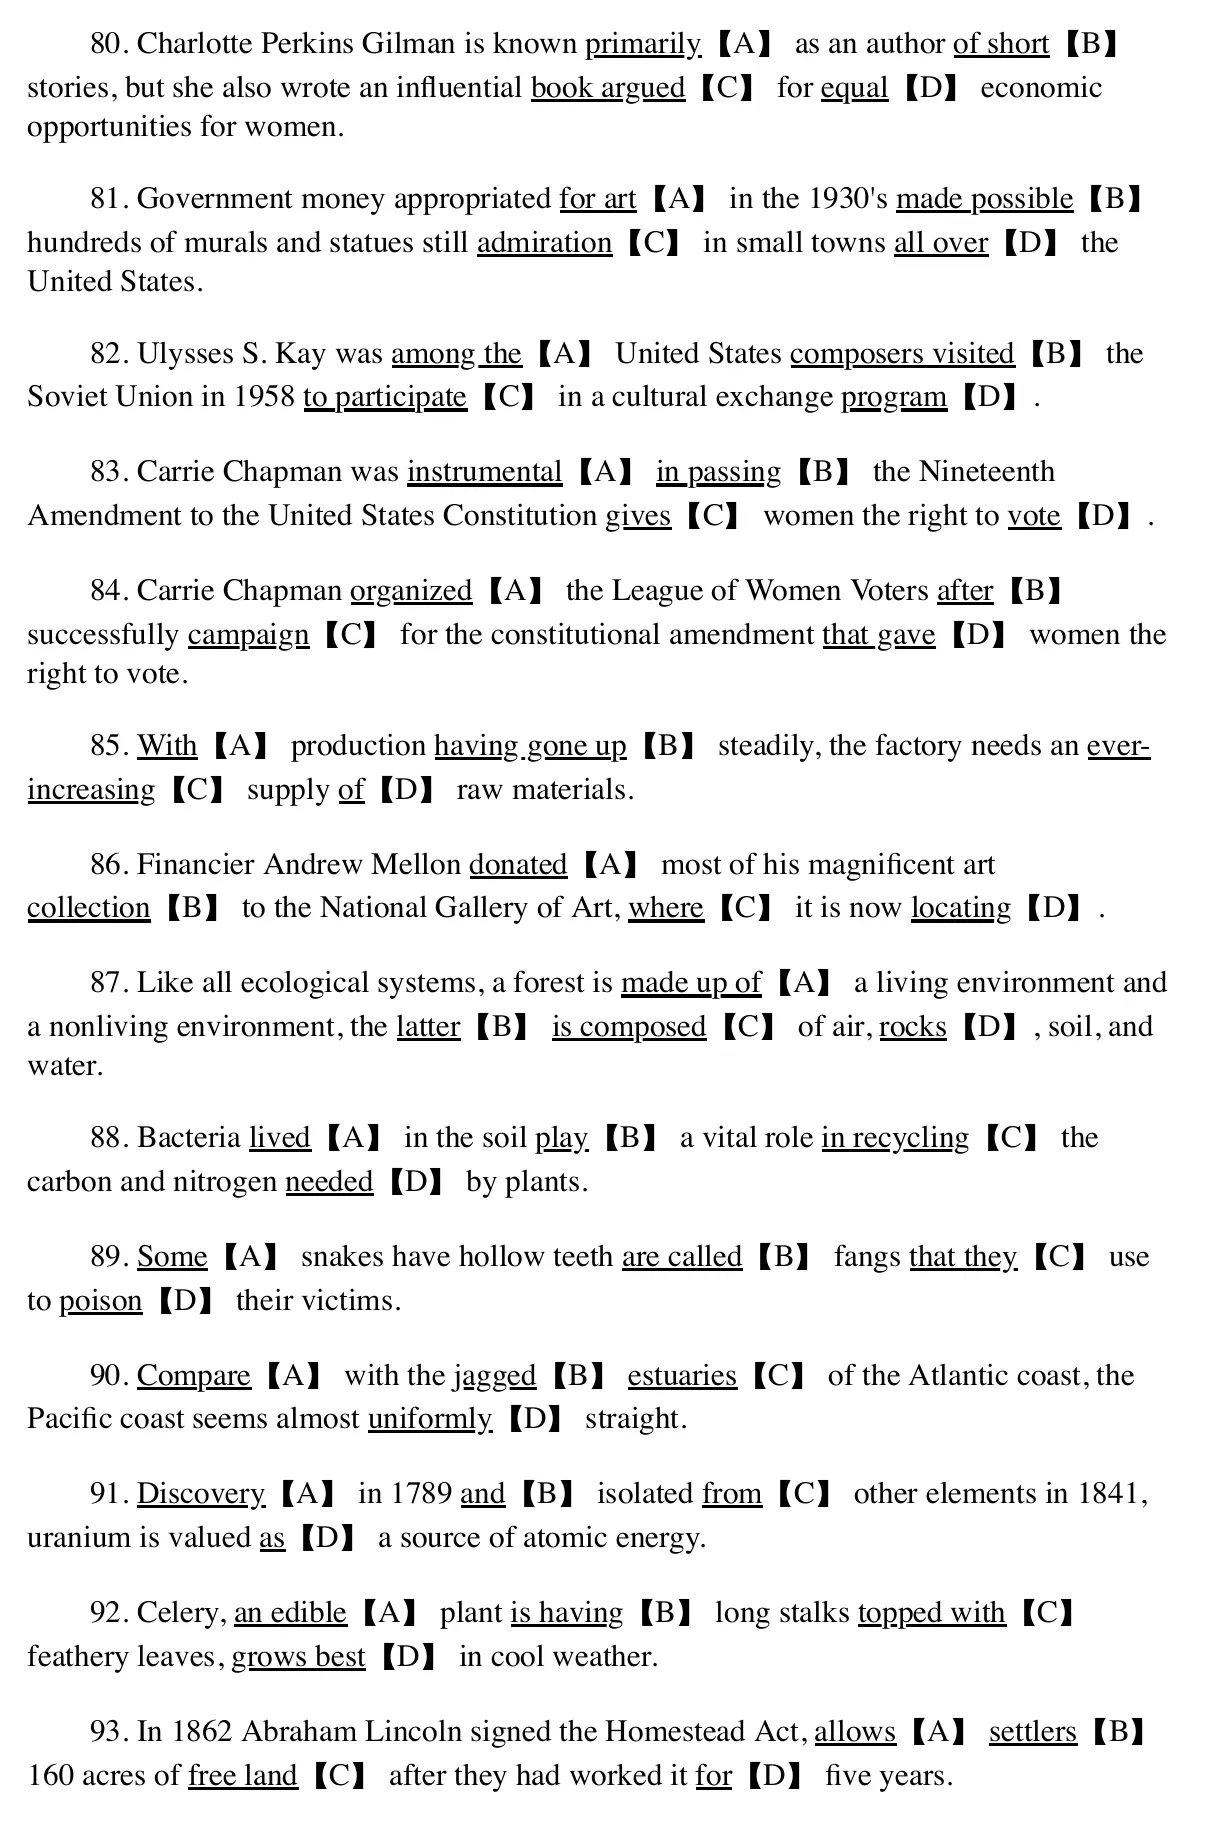 80. Charlotte Perkins Gilman is known primarily【A】 as an author of short【B】
stories, but she also wrote an influential book argued【C】 for equal【D】 economic
opportunities for women.
81. Government money appropriated for art【A】 in the 1930's made possible【B】
hundreds of murals and statues still admiration【C】 in small towns all over【D】 the
United States.
82. Ulysses S. Kay was among the【A】 United States composers visited【B】 the
Soviet Union in 1958 to participate【C】 in a cultural exchange program【D】.
83. Carrie Chapman was instrumental【A】 in passing【B】 the Nineteenth
Amendment to the United States Constitution gives【C】 women the right to vote【D】.
84. Carrie Chapman organized【A】 the League of Women Voters after【B】
successfully campaign【C】 for the constitutional amendment that gave【D】 women the
right to vote.
85. With【A】 production having gone up【B】 steadily, the factory needs an ever-
increasing【C】 supply of【D】 raw materials.
86. Financier Andrew Mellon donated【A】 most of his magnificent art
collection【B】 to the National Gallery of Art, where【C】 it is now locating【D】.
87. Like all ecological systems, a forest is made up of【A】 a living environment and
a nonliving environment, the latter【B】 is composed【C】 of air, rocks【D】, soil, and
water.
88. Bacteria lived【A】 in the soil play【B】 a vital role in recycling【C】 the
carbon and nitrogen needed【D】 by plants.
89. Some【A】 snakes have hollow teeth are called【B】 fangs that they【C】 use
to poison【D】 their victims.
90. Compare【A】 with the jagged【B】 estuaries【C】 of the Atlantic coast, the
Pacific coast seems almost uniformly【D】 straight.
91. Discovery【A】 in 1789 and【B】 isolated from【C】 other elements in 1841,
uranium is valued as【D】 a source of atomic energy.
92. Celery, an edible【A】 plant is having【B】 long stalks topped with【C】
feathery leaves, grows best【D】 in cool weather.
93. In 1862 Abraham Lincoln signed the Homestead Act, allows【A】 settlers【B】
160 acres of free land【C】 after they had worked it for【D】 five years.